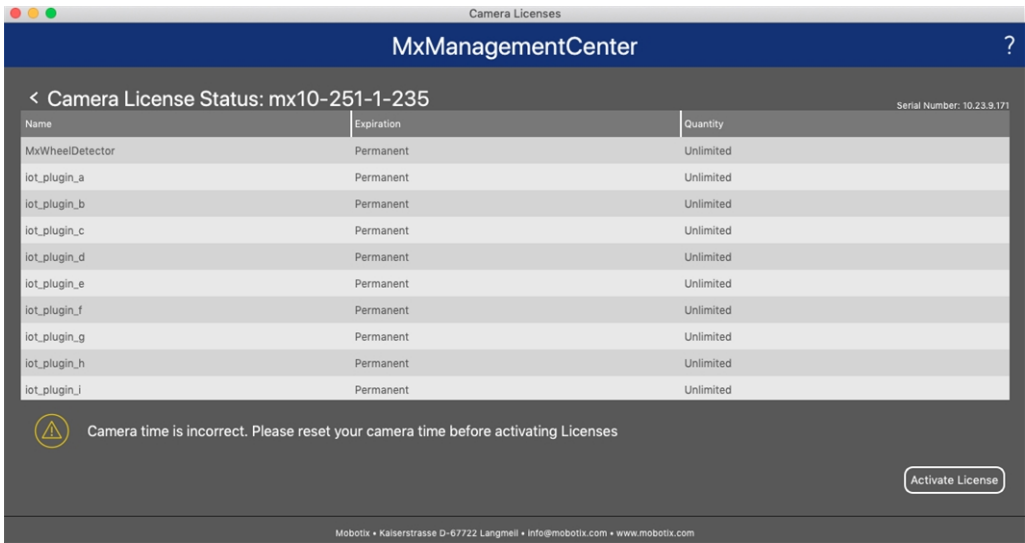 Camera Licenses
MxManagementCenter ?
< Camera License Status: mx10-251-1-235
Serial Number: 10.23.9.171
Name Expiration Quantity
MxWheelDetector Permanent Unlimited
iot_plugin_a Permanent Unlimited
iot_plugin_b Permanent Unlimited
iot_plugin_c Permanent Unlimited
iot_plugin_d Permanent Unlimited
iot_plugin_e Permanent Unlimited
iot_plugin_f Permanent Unlimited
iot_plugin_g Permanent Unlimited
iot_plugin_h Permanent Unlimited
iot_plugin_i Permanent Unlimited
Camera time is incorrect. Please reset your camera time before activating Licenses
Activate License
Mobotix • Kaiserstrasse D-67722 Langmeil • info@mobotix.com • www.mobotix.com